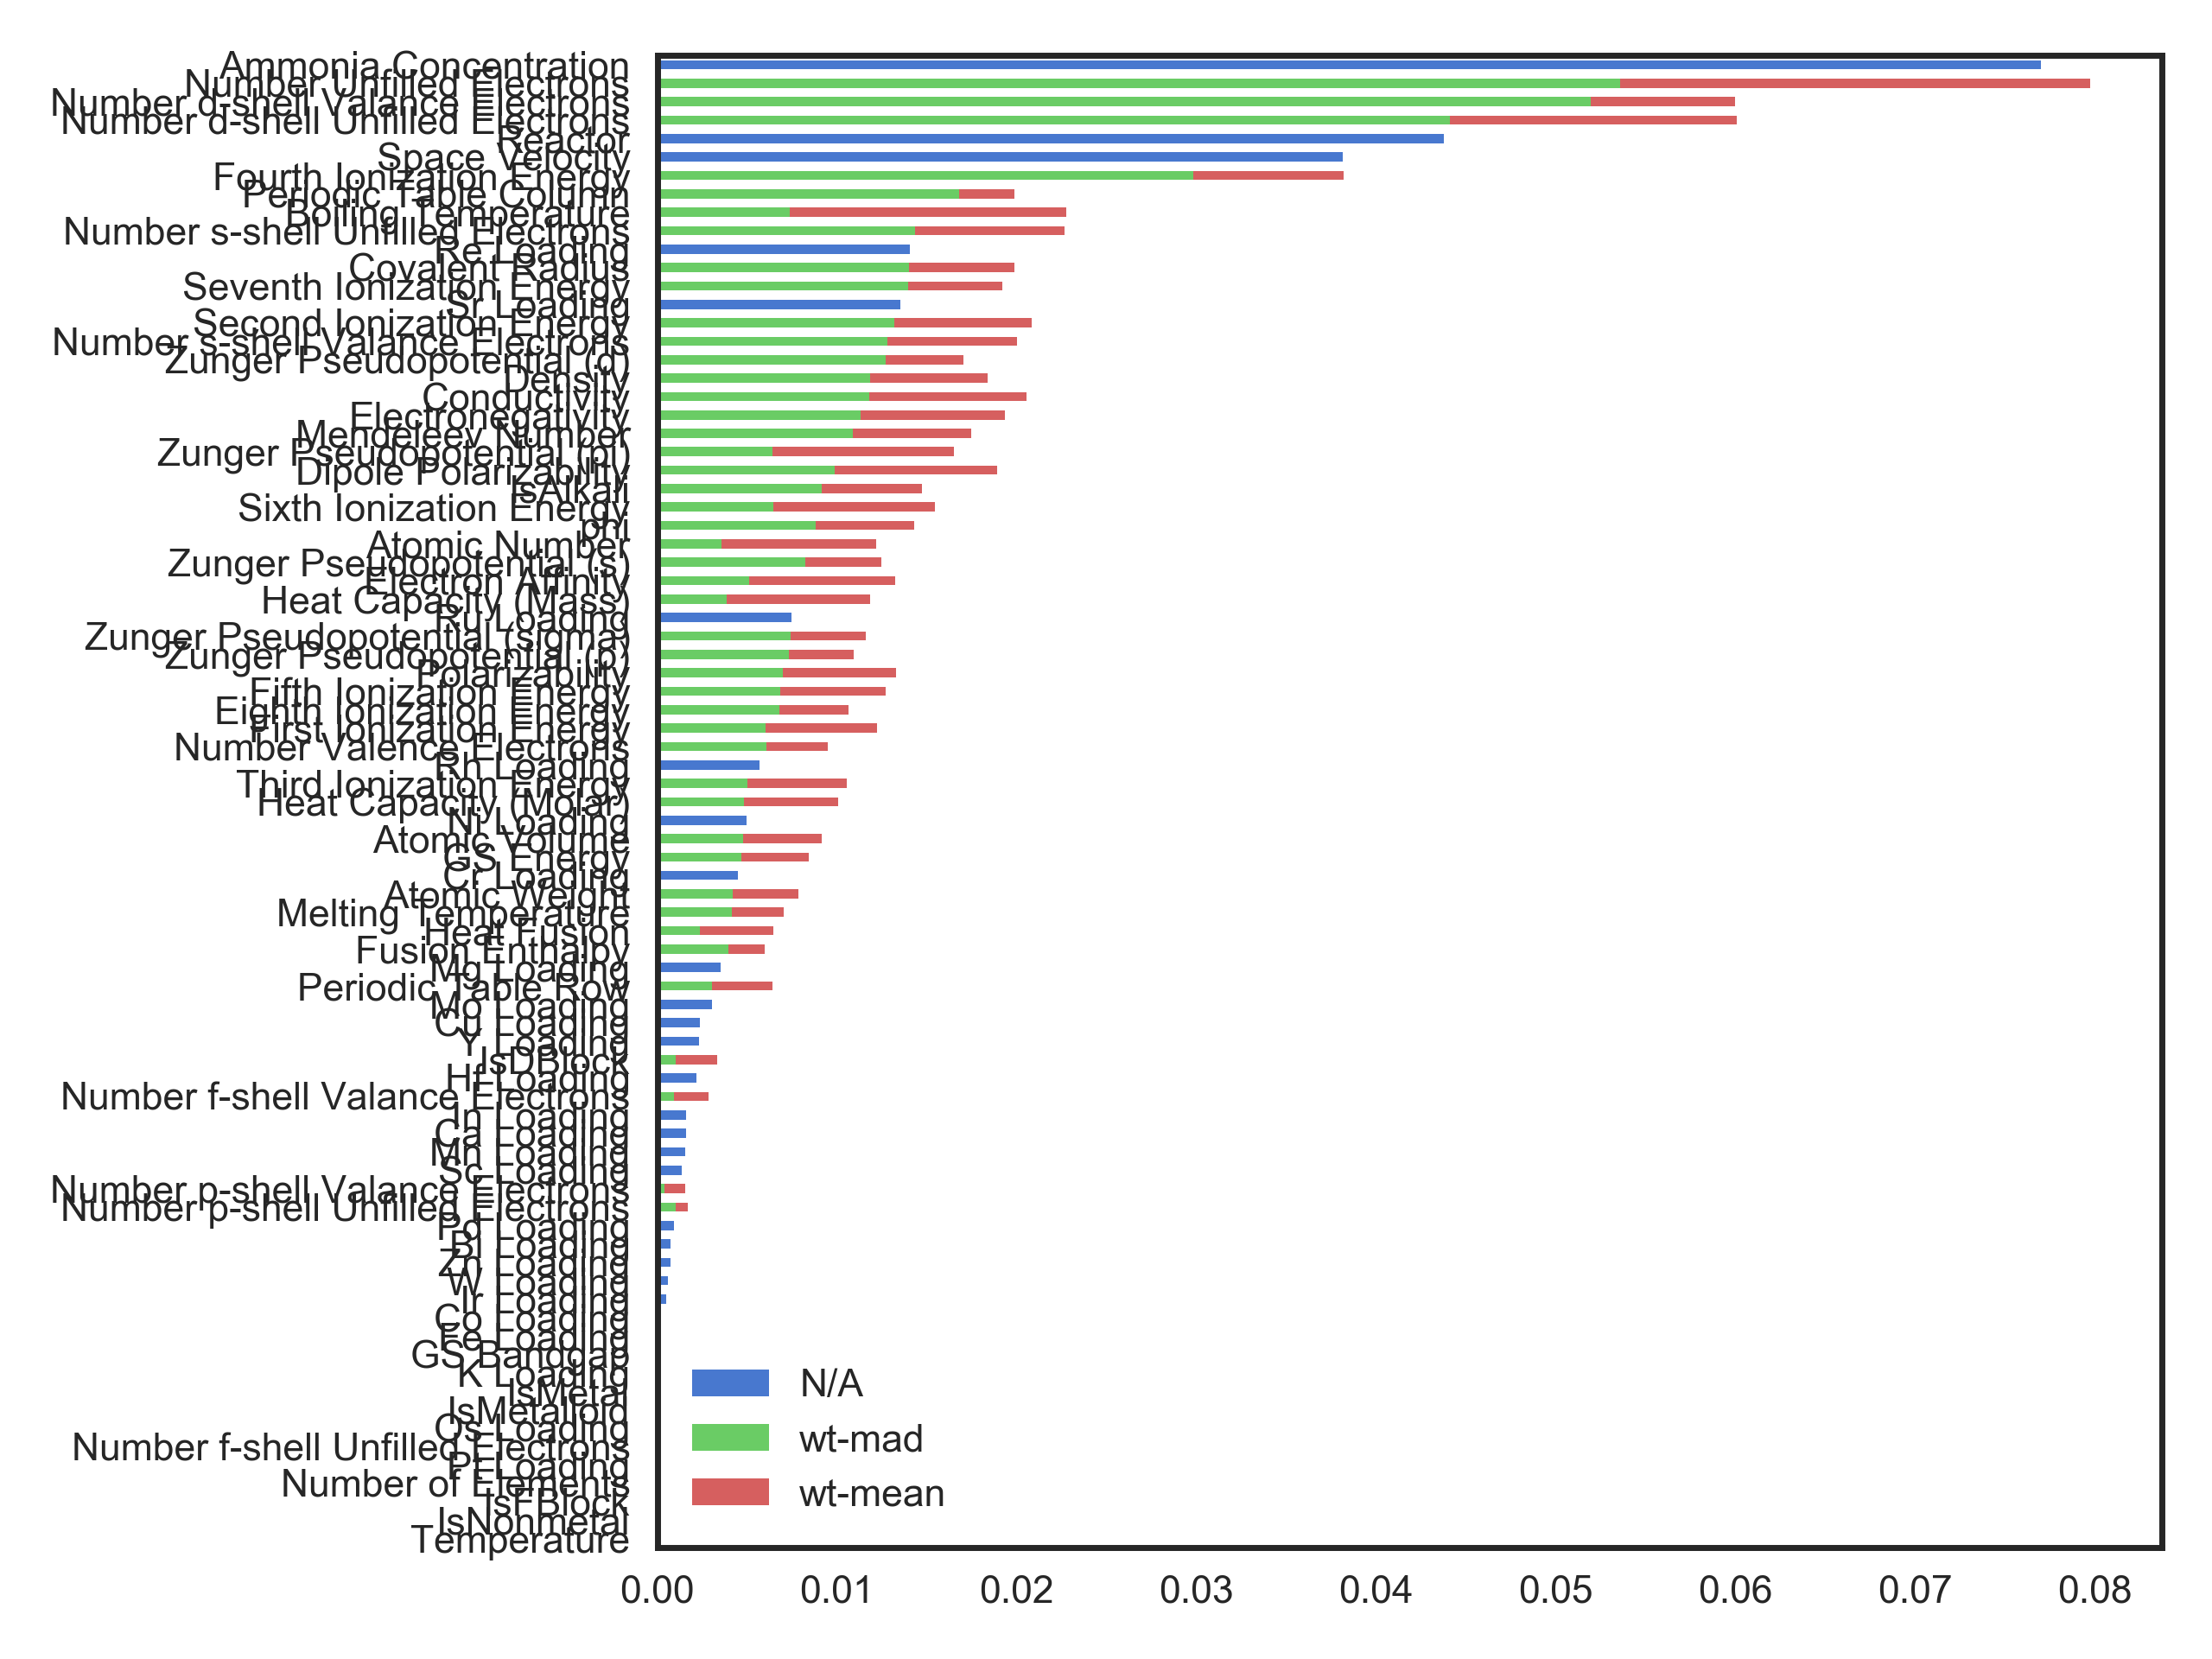 Ammonia Concentration
Number Unfilled Electrons
Number d-shell Valance Electrons
Number d-shell Unfilled Electrons
Reactor
Space Velocity
Fourth Ionization Energy
Periodic Table Column
Boiling Temperature
Number s-shell Unfilled Electrons
Re Loading
Covalent Radius
Seventh Ionization Energy
Sr Loading
Second Ionization Energy
Number s-shell Valance Electrons
Zunger Pseudopotential (d)
Density
Conductivity
Electronegativity
Mendeleev Number
Zunger Pseudopotential (pi)
Dipole Polarizability
IsAlkali
Sixth Ionization Energy
phi
Atomic Number
Zunger Pseudopotential (s)
Electron Affinity
Heat Capacity (Mass)
Ru Loading
Zunger Pseudopotential (sigma)
Zunger Pseudopotential (p)
Polarizability
Fifth Ionization Energy
Eighth Ionization Energy
First Ionization Energy
Number Valence Electrons
Rh Loading
Third Ionization Energy
Heat Capacity (Molar)
Ni Loading
Atomic Volume
GS Energy
Cr Loading
Atomic Weight
Melting Temperature
Heat Fusion
Fusion Enthalpy
Mg Loading
Periodic Table Row
Mo Loading
Cu Loading
Y Loading
IsDBlock
Hf Loading
Number f-shell Valance Electrons
In Loading
Ca Loading
Mn Loading
Sc Loading
Number p-shell Valance Electrons
Number p-shell Unfilled Electrons
Pd Loading
Bi Loading
Zn Loading
W Loading
Ir Loading
Co Loading
Fe Loading
GS Bandgap
K Loading
IsMetal
IsMetalloid
Os Loading
Number f-shell Unfilled Electrons
Pt Loading
Number of Elements
IsFBlock
IsNonmetal
Temperature
N/A
wt-mad
wt-mean
0.00 0.01 0.02 0.03 0.04 0.05 0.06 0.07 0.08